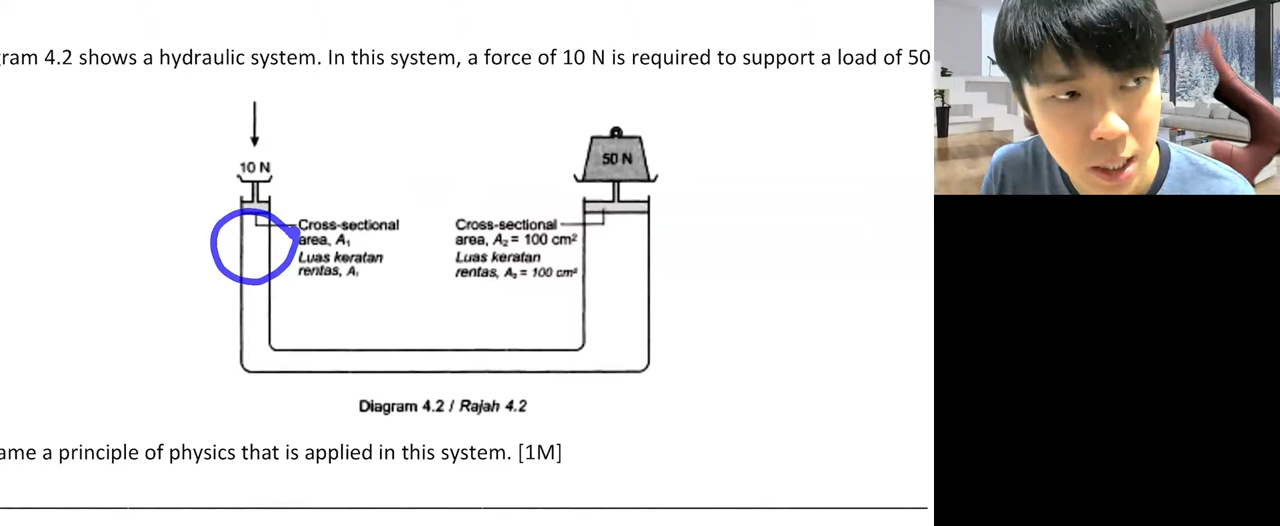 ram 4.2 shows a hydraulic system. In this system, a force of 10 N is required to support a load of 50
10 N
50 N
Cross-sectional
area, A₁
Luas keratan
rentas, A₁
Cross-sectional
area, A₂ = 100 cm²
Luas keratan
rentas, A₂ = 100 cm²
Diagram 4.2 / Rajah 4.2
ame a principle of physics that is applied in this system. [1M]